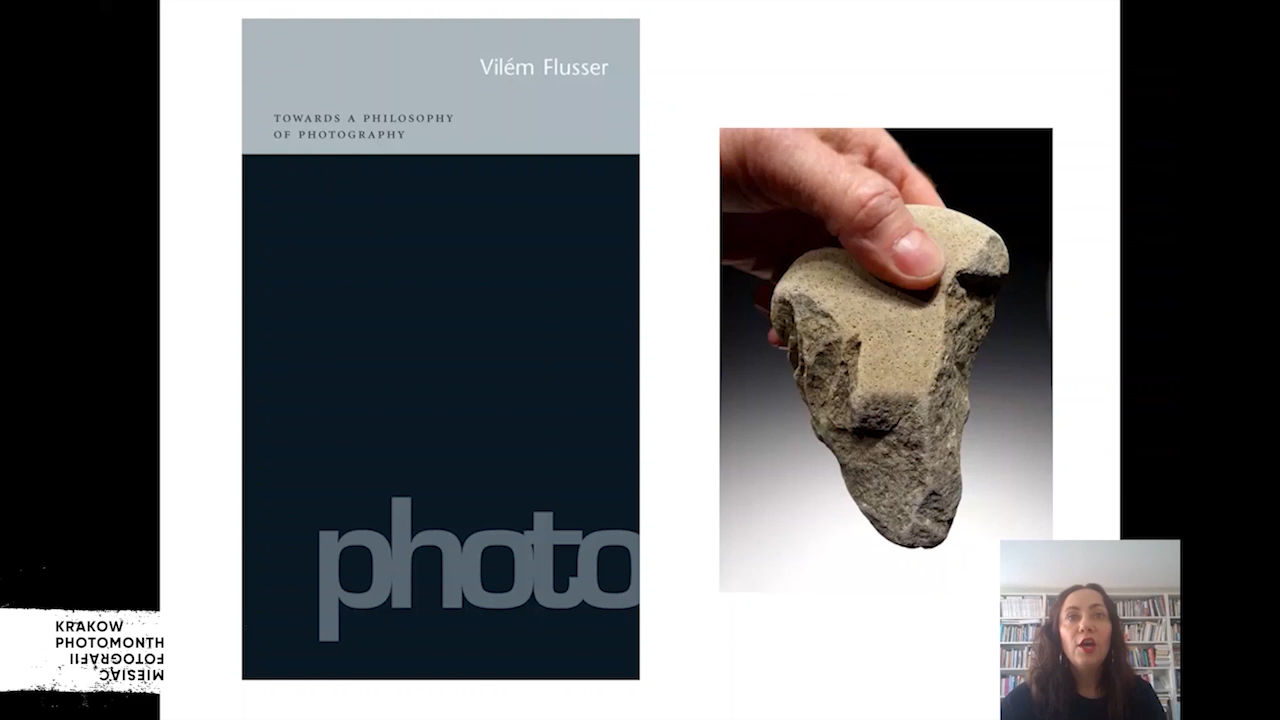 Vilém Flusser
TOWARDS A PHILOSOPHY
OF PHOTOGRAPHY
photo
KRAKOW
PHOTOMONTH
FOTOGRAFII
MIESIĄC